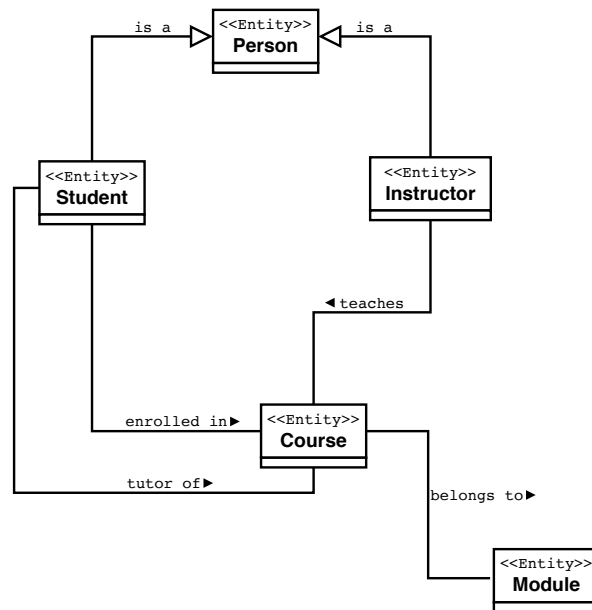 <<Entity>>
Person
is a
is a
<<Entity>>
Student
<<Entity>>
Instructor
◄ teaches
enrolled in►
<<Entity>>
Course
tutor of►
belongs to►
<<Entity>>
Module